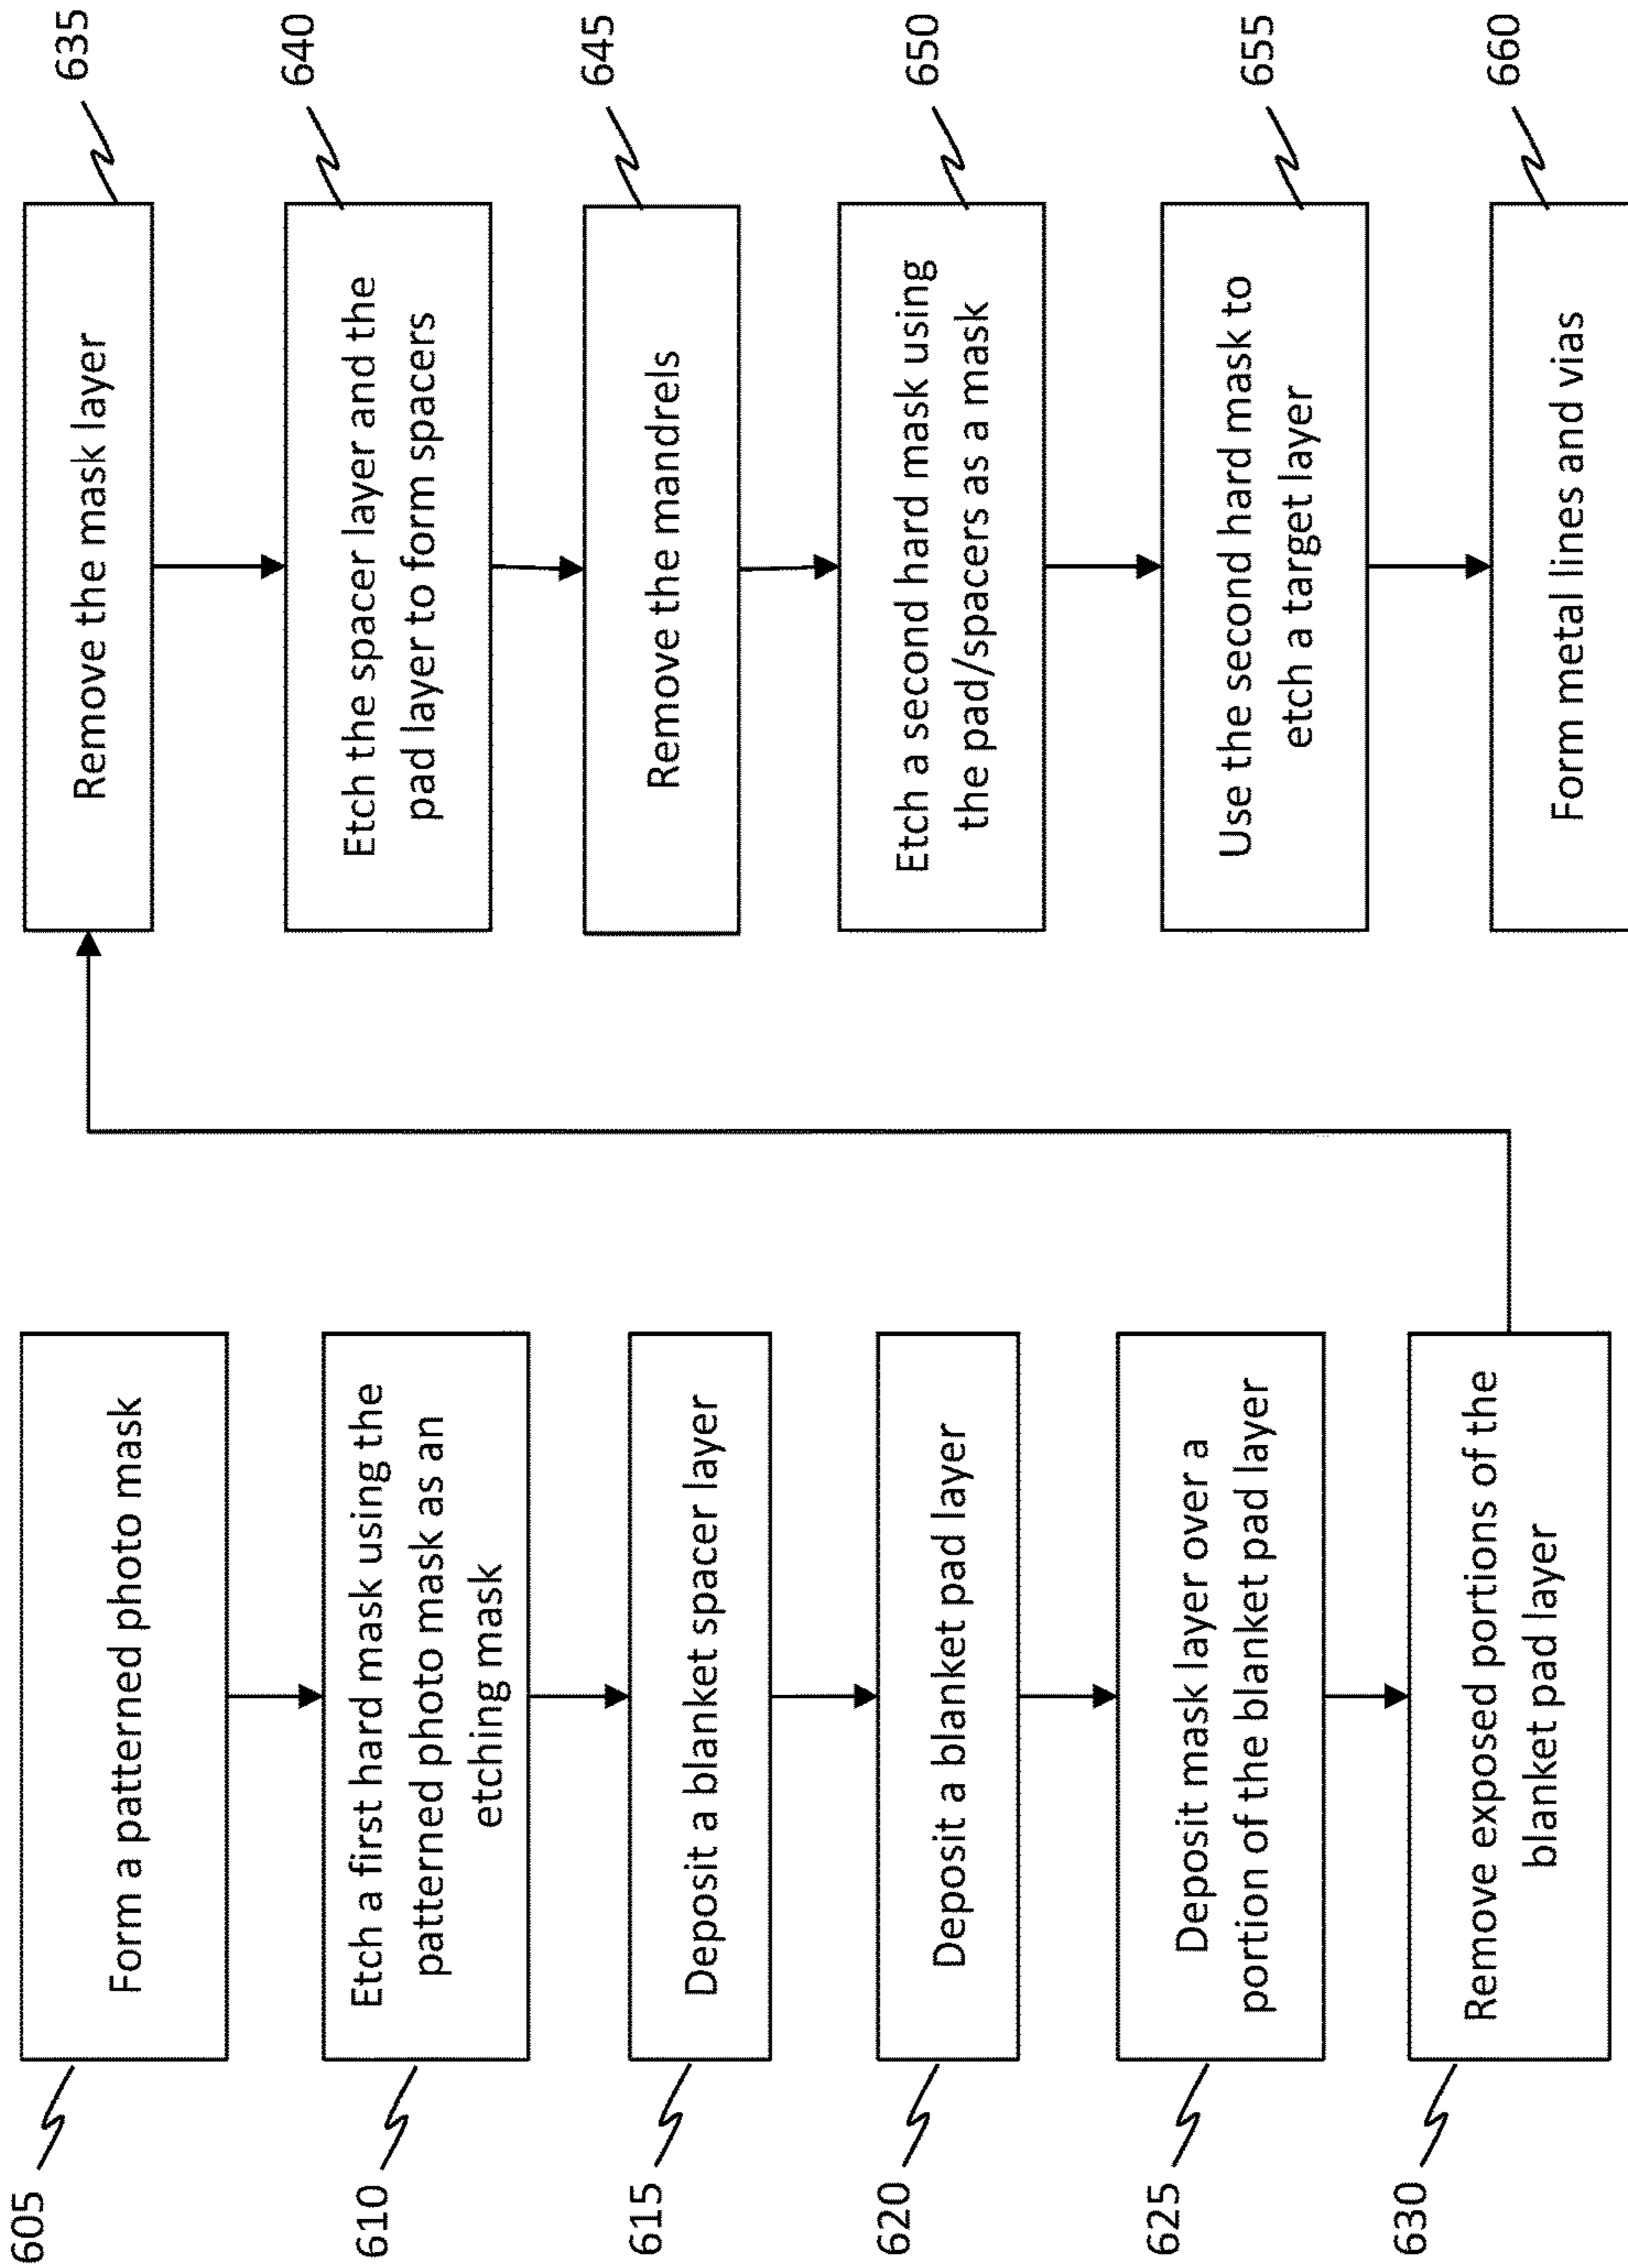 605
Form a patterned photo mask
610
Etch a first hard mask using the
patterned photo mask as an
etching mask
615
Deposit a blanket spacer layer
620
Deposit a blanket pad layer
625
Deposit mask layer over a
portion of the blanket pad layer
630
Remove exposed portions of the
blanket pad layer
635
Remove the mask layer
640
Etch the spacer layer and the
pad layer to form spacers
645
Remove the mandrels
650
Etch a second hard mask using
the pad/spacers as a mask
655
Use the second hard mask to
etch a target layer
660
Form metal lines and vias